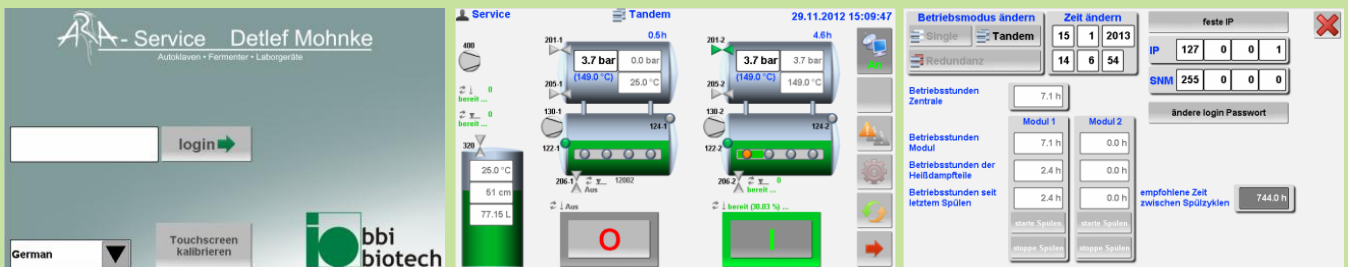 ARA - Service Detlef Mohnke
Autoklaven • Fermenter • Laborgeräte
login
German
Touchscreen
kalibrieren
bbi
biotech
Service
Tandem
29.11.2012 15:09:47
400
0
bereit ...
0
bereit ...
320
25.0 °C
51 cm
77.15 L
0.5h
201-1
3.7 bar
0.0 bar
(149.0 °C)
25.0 °C
205-1
130-1
124-1
122-1
206-1
12002
Aus
Aus
O
4.6h
201-2
3.7 bar
3.7 bar
(149.0 °C)
149.0 °C
205-2
130-2
124-2
122-2
206-2
0
bereit ...
bereit (30.83 %) ...
I
Betriebsmodus ändern
Single
Tandem
Redundanz
Zeit ändern
15 1 2013
14 6 54
feste IP
IP 127 0 0 1
SNM 255 0 0 0
ändere login Passwort
Betriebsstunden
Zentrale
7.1 h
Modul 1 Modul 2
Betriebsstunden
Modul
7.1 h 0.0 h
Betriebsstunden der
Heißdampfteile
2.4 h 0.0 h
Betriebsstunden seit
letztem Spülen
2.4 h 0.0 h
starte Spülen starte Spülen
stoppe Spülen stoppe Spülen
empfohlene Zeit
zwischen Spülzyklen
744.0 h